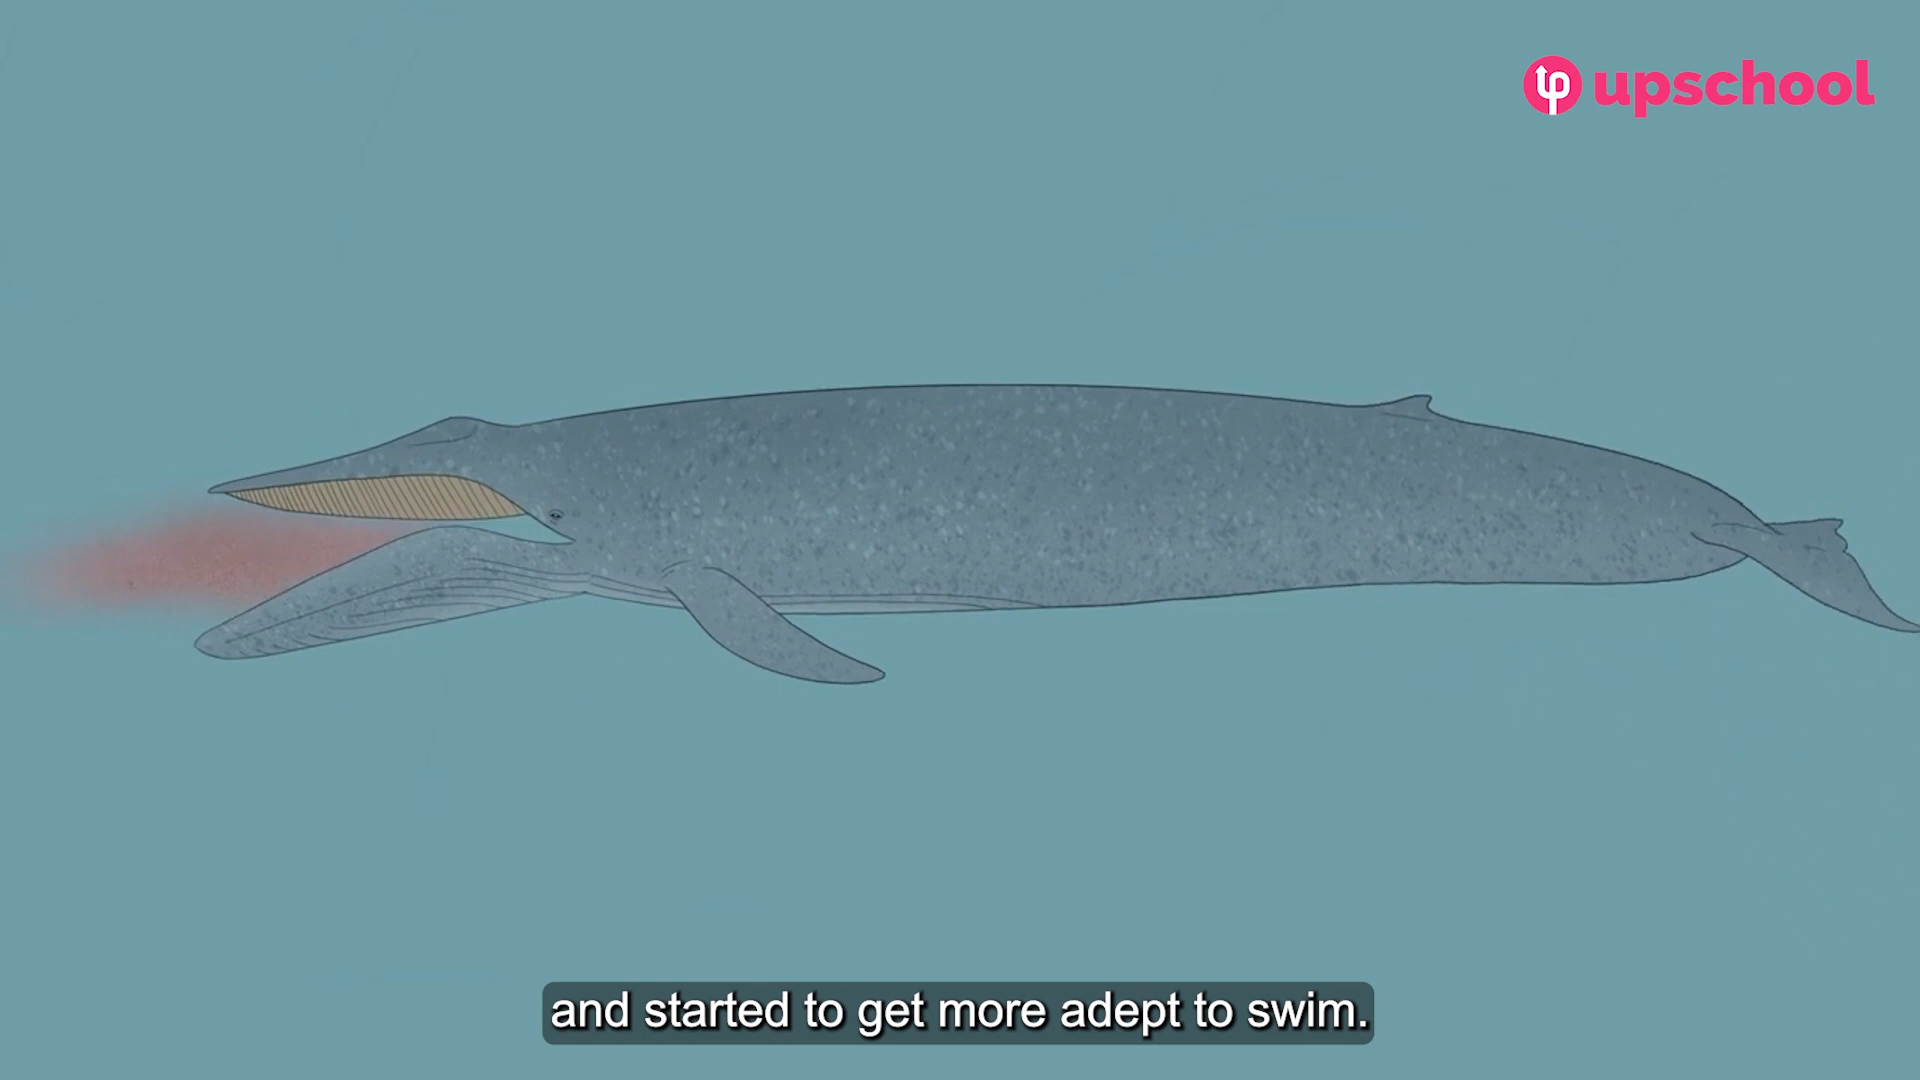 upschool
and started to get more adept to swim.